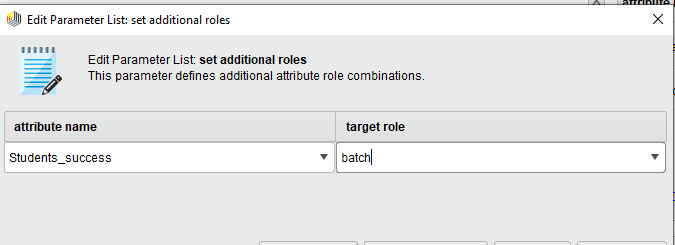 attribute
Edit Parameter List: set additional roles
Edit Parameter List: set additional roles
This parameter defines additional attribute role combinations.
attribute name
target role
Students_success
batch